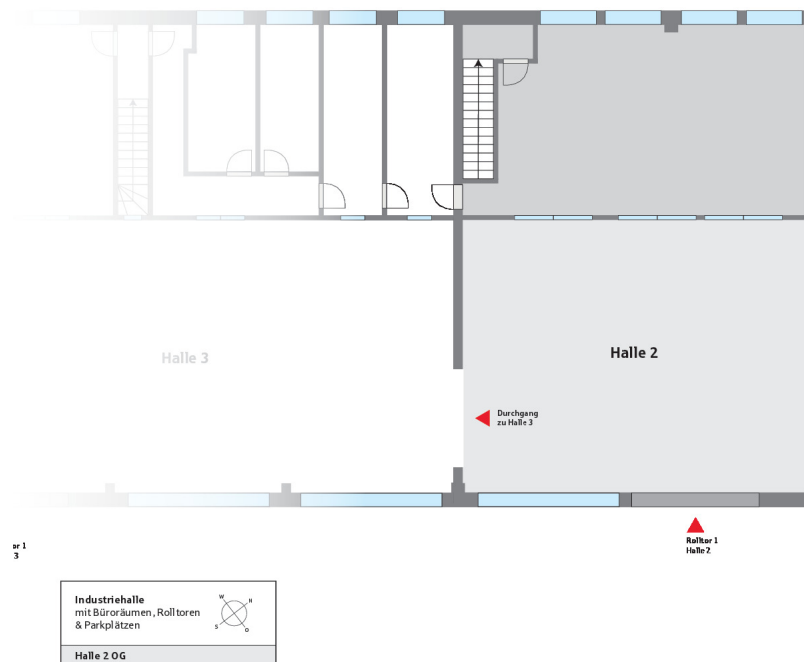 Halle 3
Halle 2
Durchgang
zu Halle 3
or 1
3
Rolltor 1
Halle 2
Industriehalle
mit Büroräumen, Rolltoren
& Parkplätzen
W
N
S
O
Halle 2 OG